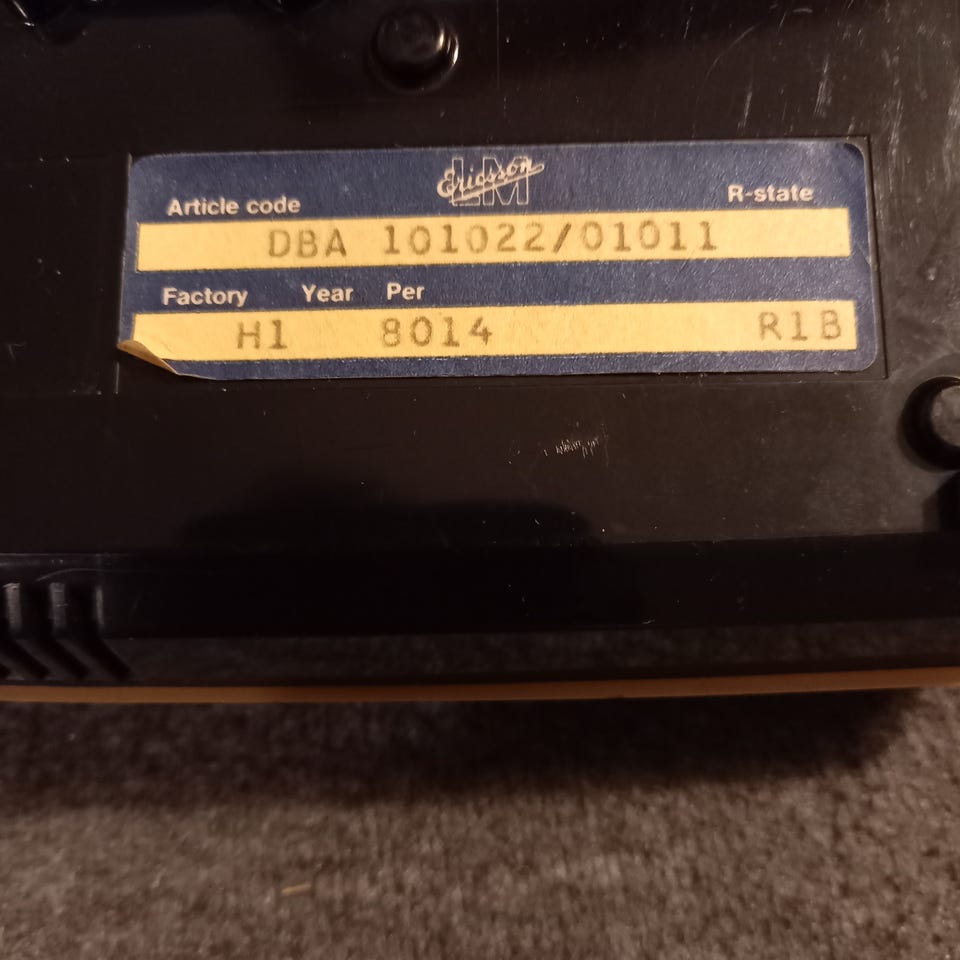 LM Ericsson
Article code R-state
DBA 101022/01011
Factory Year Per
H1 8014 R1B